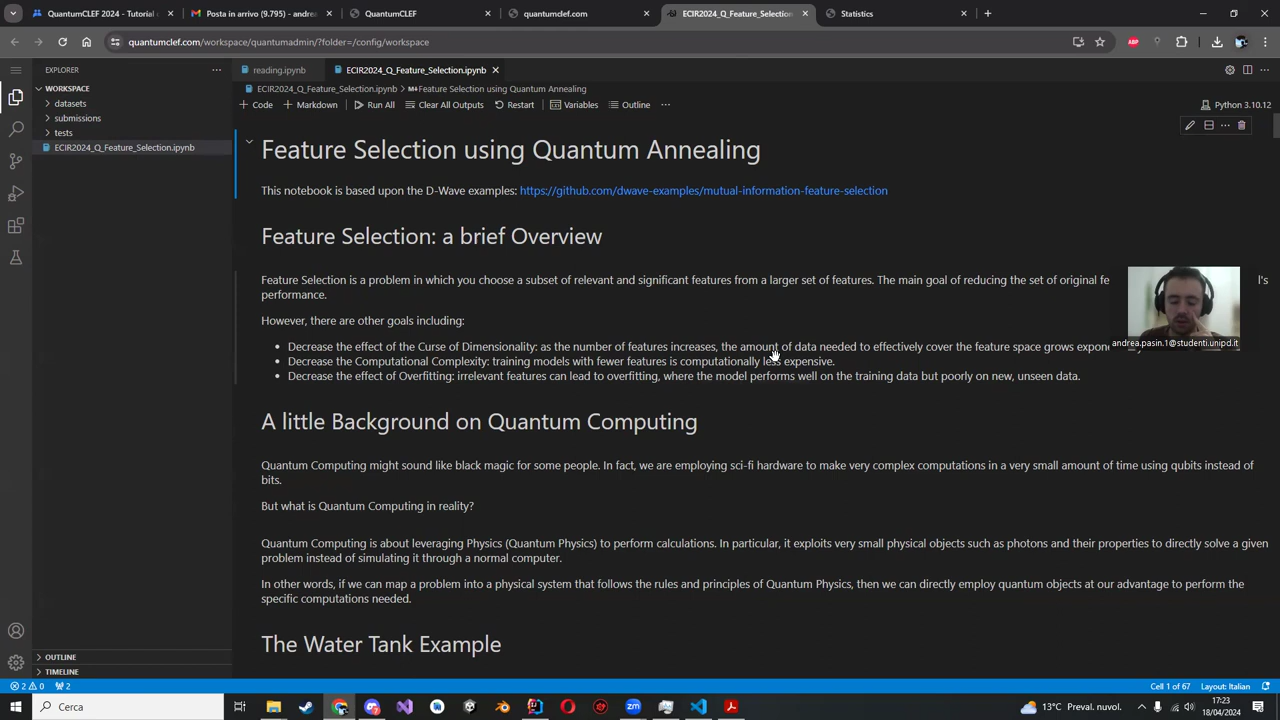 QuantumCLEF 2024 - Tutorial
Posta in arrivo (9.795) - andrea
QuantumCLEF
quantumclef.com
ECIR2024_Q_Feature_Selection
Statistics
quantumclef.com/workspace/quantumadmin/?folder=/config/workspace
ABP
EXPLORER
reading.ipynb
ECIR2024_Q_Feature_Selection.ipynb
WORKSPACE
datasets
submissions
tests
ECIR2024_Q_Feature_Selection.ipynb
ECIR2024_Q_Feature_Selection.ipynb > M↓Feature Selection using Quantum Annealing
+ Code + Markdown Run All Clear All Outputs Restart Variables Outline
Python 3.10.12
Feature Selection using Quantum Annealing
This notebook is based upon the D-Wave examples: https://github.com/dwave-examples/mutual-information-feature-selection
Feature Selection: a brief Overview
Feature Selection is a problem in which you choose a subset of relevant and significant features from a larger set of features. The main goal of reducing the set of original fe l's
performance.
However, there are other goals including:
Decrease the effect of the Curse of Dimensionality: as the number of features increases, the amount of data needed to effectively cover the feature space grows expon
Decrease the Computational Complexity: training models with fewer features is computationally less expensive.
Decrease the effect of Overfitting: irrelevant features can lead to overfitting, where the model performs well on the training data but poorly on new, unseen data.
andrea.pasin.1@studenti.unipd.it
A little Background on Quantum Computing
Quantum Computing might sound like black magic for some people. In fact, we are employing sci-fi hardware to make very complex computations in a very small amount of time using qubits instead of
bits.
But what is Quantum Computing in reality?
Quantum Computing is about leveraging Physics (Quantum Physics) to perform calculations. In particular, it exploits very small physical objects such as photons and their properties to directly solve a given
problem instead of simulating it through a normal computer.
In other words, if we can map a problem into a physical system that follows the rules and principles of Quantum Physics, then we can directly employ quantum objects at our advantage to perform the
specific computations needed.
The Water Tank Example
OUTLINE
TIMELINE
2 0 2
Cell 1 of 67
Layout: Italian
Cerca
zm
13°C Preval. nuvol.
17:23
18/04/2024